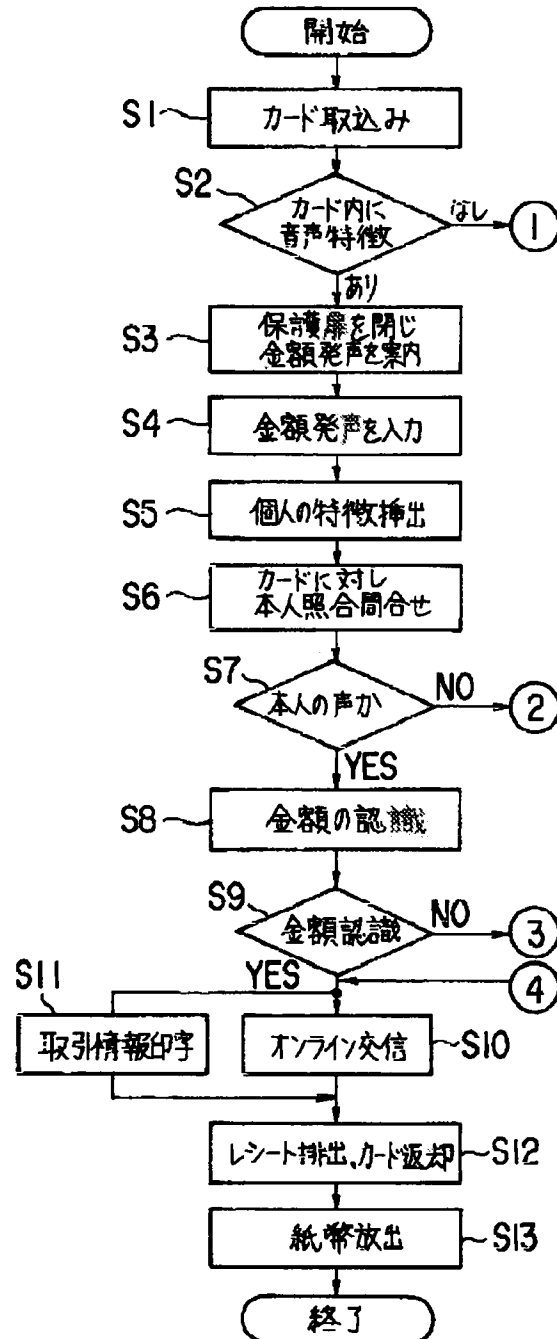 開始
S1
カード取込み
S2
カード内に
音声特徴
なし
1
あり
S3
保護扉を閉じ
金額発声を案内
S4
金額発声を入力
S5
個人の特徴抽出
S6
カードに対し
本人照合問合せ
S7
本人の声か
NO
2
YES
S8
金額の認識
S9
金額認識
NO
3
YES
4
S11
取引情報印字
オンライン交信
S10
レシート排出、カード返却
S12
紙幣放出
S13
終了